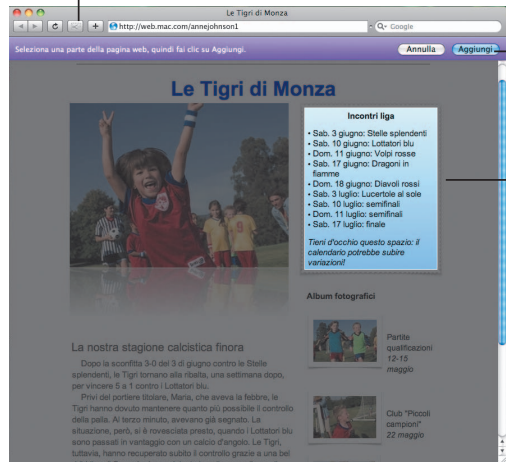 Le Tigri di Monza
http://web.mac.com/annejohnson1
Google
Seleziona una parte della pagina web, quindi fai clic su Aggiungi.
Annulla
Aggiungi
Le Tigri di Monza
Incontri liga
• Sab. 3 giugno: Stelle splendenti
• Sab. 10 giugno: Lottatori blu
• Dom. 11 giugno: Volpi rosse
• Sab. 17 giugno: Dragoni in
fiamme
• Dom. 18 giugno: Diavoli rossi
• Sab. 3 luglio: Lucertole al sole
• Sab. 10 luglio: semifinali
• Dom. 11 luglio: semifinali
• Sab. 17 luglio: finale
Tieni d'occhio questo spazio: il
calendario potrebbe subire
variazioni!
Album fotografici
Partite
qualificazoni
12-15
maggio
Club "Piccoli
campioni"
22 maggio
La nostra stagione calcistica finora
Dopo la sconfitta 3-0 del 3 di giugno contro le Stelle
splendenti, le Tigri tornano alla ribalta, una settimana dopo,
per vincere 5 a 1 contro i Lottatori blu.
Privi del portiere titolare, Maria, che aveva la febbre, le
Tigri hanno dovuto mantenere quanto più possibile il controllo
della palla. Al terzo minuto, avevano già segnato. La
situazione, però, si è rovesciata presto, quando i Lottatori blu
sono passati in vantaggio con un calcio d'angolo. Le Tigri,
tuttavia, hanno recuperato subito il controllo grazie a una bel